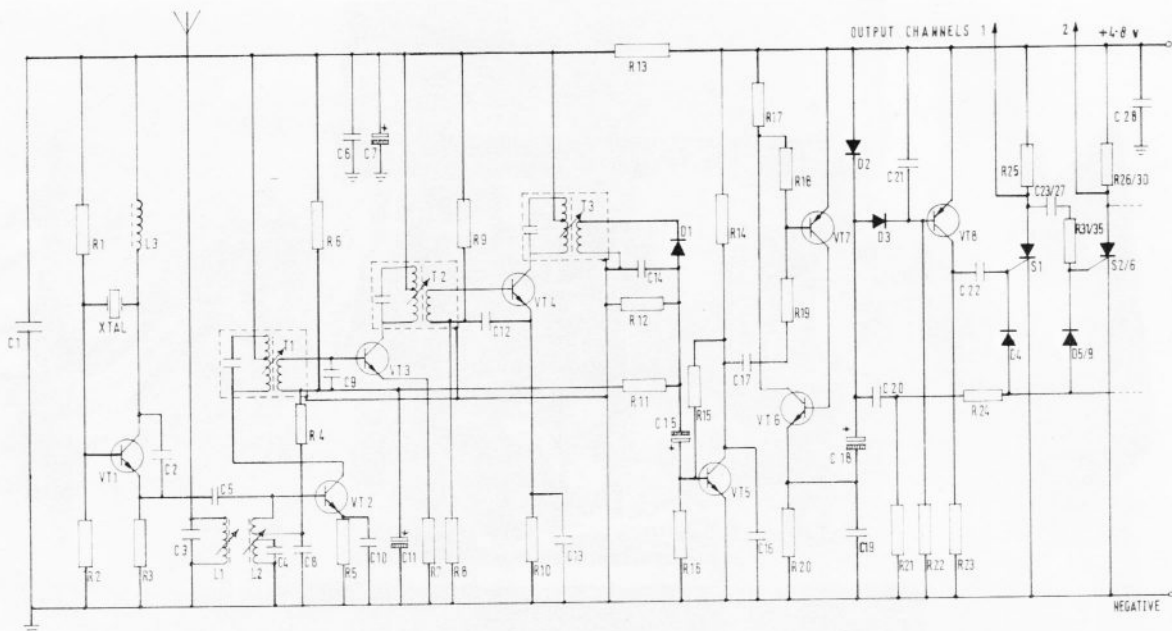 OUTPUT CHANNELS 1 2 +4·8 v
R13
C6 C7 R17 C28
D2 C21 R25 R26/30
R18 C23/27
R1 L3 R6 R9 T3 D1 R14 VT7 D3 VT8 R31/35
C14 S1 S2/6
T2 VT4 C22
XTAL R12 R19
C1 T1 C12
C9 VT3 C17 D4 D5/9
R11 R15 VT6 C20 R24
R4 C15
C18
VT1 C2 C5 VT2 VT5
C3 C4 C8 C10 C11 C13 C16 C19
R2 R3 L1 L2 R5 R7 R8 R10 R16 R20 R21 R22 R23
NEGATIVE